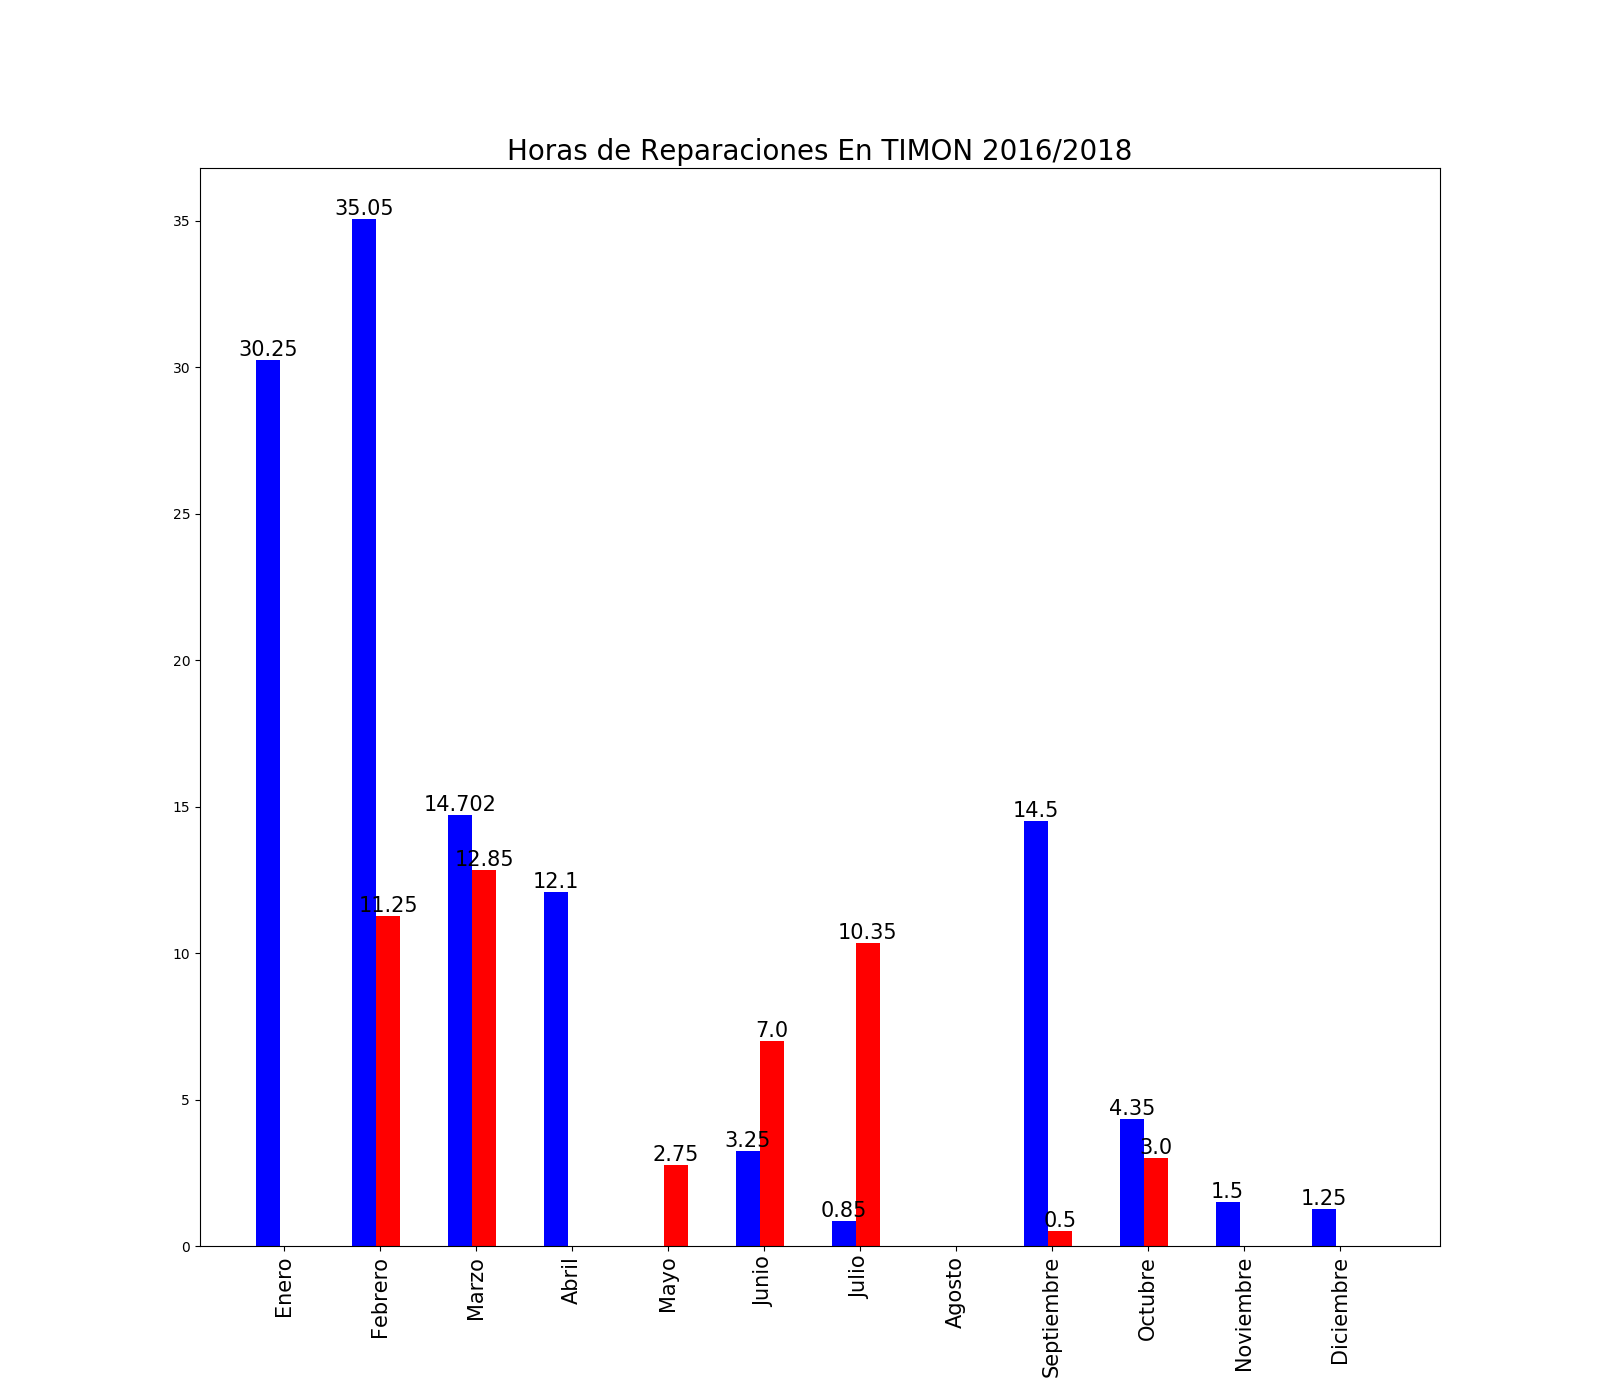 Horas de Reparaciones En TIMON 2016/2018
35
30
25
20
15
10
5
0
30.25
35.05
11.25
14.702
12.85
12.1
2.75
3.25
7.0
0.85
10.35
14.5
0.5
4.35
3.0
1.5
1.25
Enero
Febrero
Marzo
Abril
Mayo
Junio
Julio
Agosto
Septiembre
Octubre
Noviembre
Diciembre